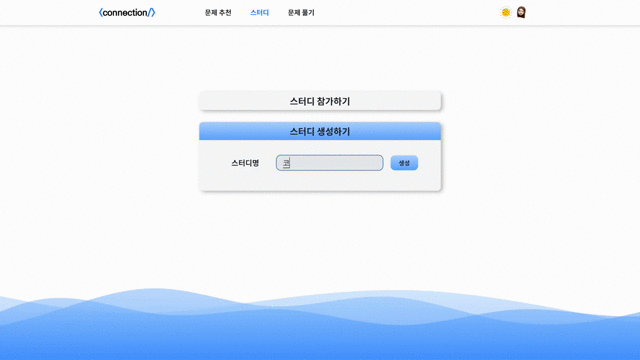 <connection/>
문제 추천
스터디
문제 풀기
스터디 참가하기
스터디 생성하기
스터디명
코
생성